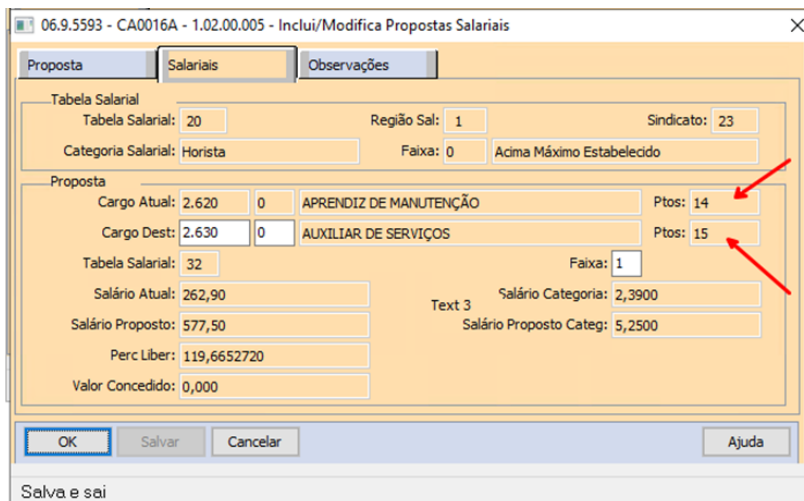 06.9.5593 - CA0016A - 1.02.00.005 - Inclui/Modifica Propostas Salariais
Proposta Salariais Observações
Tabela Salarial
Tabela Salarial: 20 Região Sal: 1 Sindicato: 23
Categoria Salarial: Horista Faixa: 0 Acima Máximo Estabelecido
Proposta
Cargo Atual: 2.620 0 APRENDIZ DE MANUTENÇÃO Ptos: 14
Cargo Dest: 2.630 0 AUXILIAR DE SERVIÇOS Ptos: 15
Tabela Salarial: 32 Faixa: 1
Salário Atual: 262,90 Text 3 Salário Categoria: 2,3900
Salário Proposto: 577,50 Salário Proposto Categ: 5,2500
Perc Liber: 119,6652720
Valor Concedido: 0,000
OK Salvar Cancelar Ajuda
Salva e sai